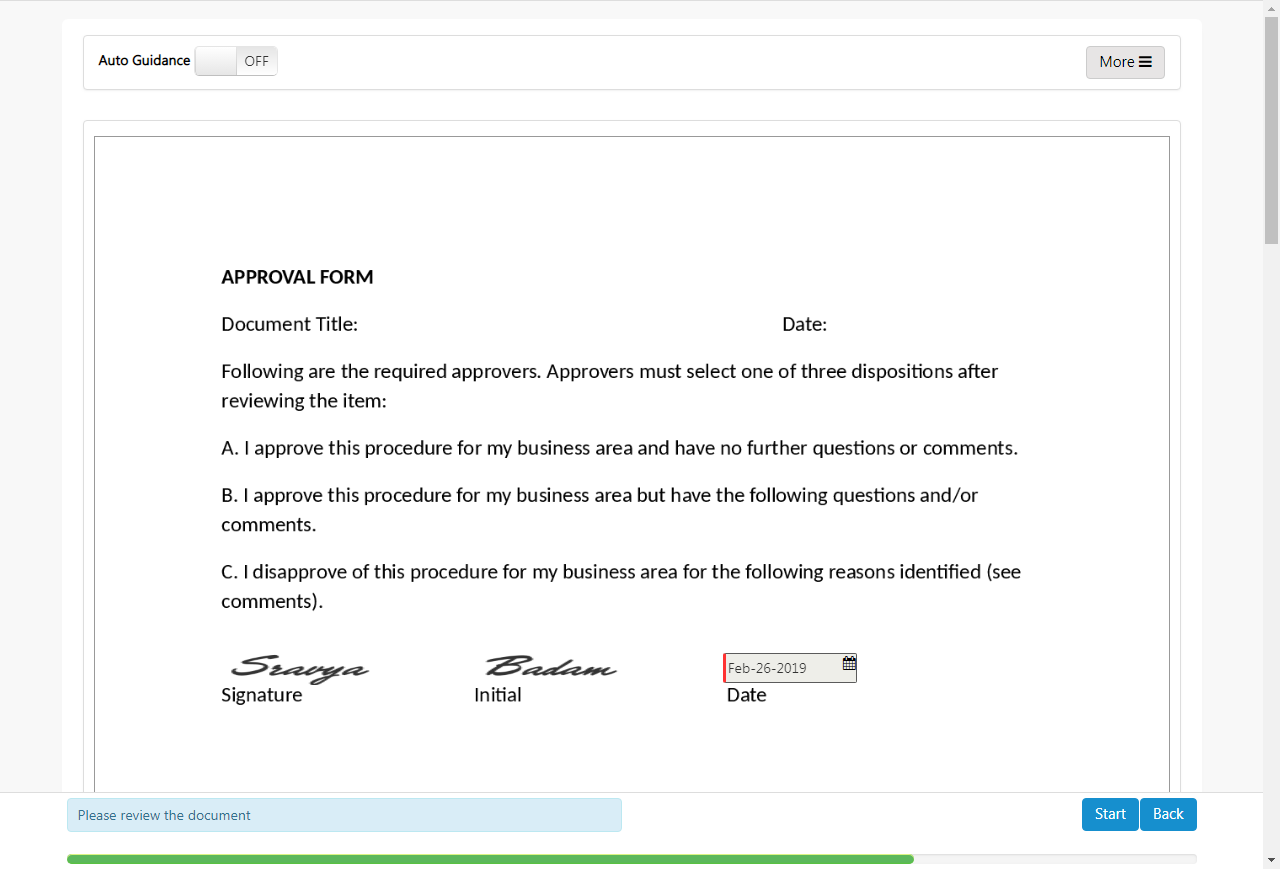 Auto Guidance OFF More
APPROVAL FORM
Document Title: Date:
Following are the required approvers. Approvers must select one of three dispositions after
reviewing the item:
A. I approve this procedure for my business area and have no further questions or comments.
B. I approve this procedure for my business area but have the following questions and/or
comments.
C. I disapprove of this procedure for my business area for the following reasons identified (see
comments).
Sravya Badam Feb-26-2019
Signature Initial Date
Please review the document Start Back